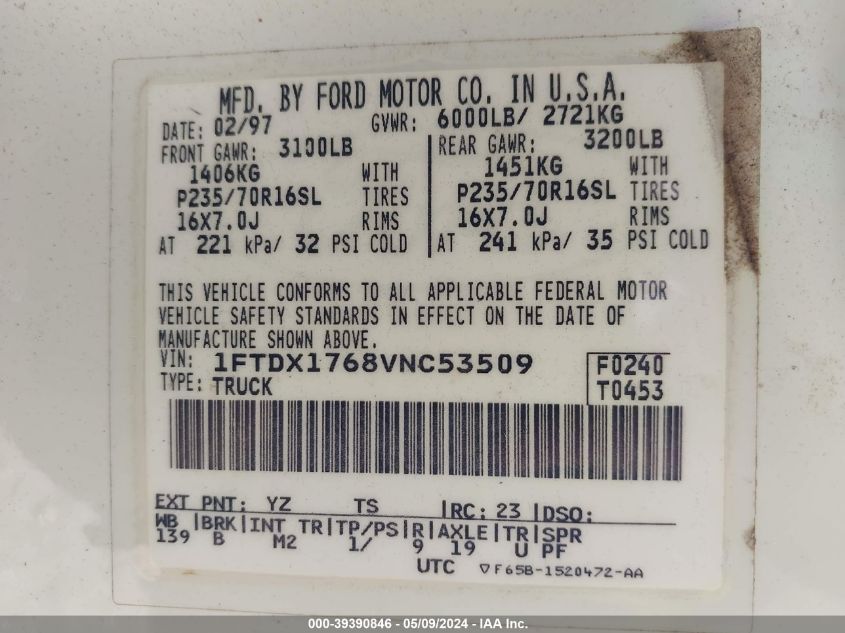 MFD. BY FORD MOTOR CO. IN U.S.A.
DATE: 02/97 GVWR: 6000LB/ 2721KG
FRONT GAWR: 3100LB REAR GAWR: 3200LB
1406KG WITH 1451KG WITH
P235/70R16SL TIRES P235/70R16SL TIRES
16X7.0J RIMS 16X7.0J RIMS
AT 221 kPa/ 32 PSI COLD AT 241 kPa/ 35 PSI COLD
THIS VEHICLE CONFORMS TO ALL APPLICABLE FEDERAL MOTOR
VEHICLE SAFETY STANDARDS IN EFFECT ON THE DATE OF
MANUFACTURE SHOWN ABOVE.
VIN: 1FTDX1768VNC53509 F0240
TYPE: TRUCK T0453
EXT PNT: YZ TS RC: 23 DSO:
WB BRK INT TR TP/PS R AXLE TR SPR
139 B M2 1/ 9 19 U PF
UTC F65B-1520472-AA
000-39390846 - 05/09/2024 - IAA Inc.